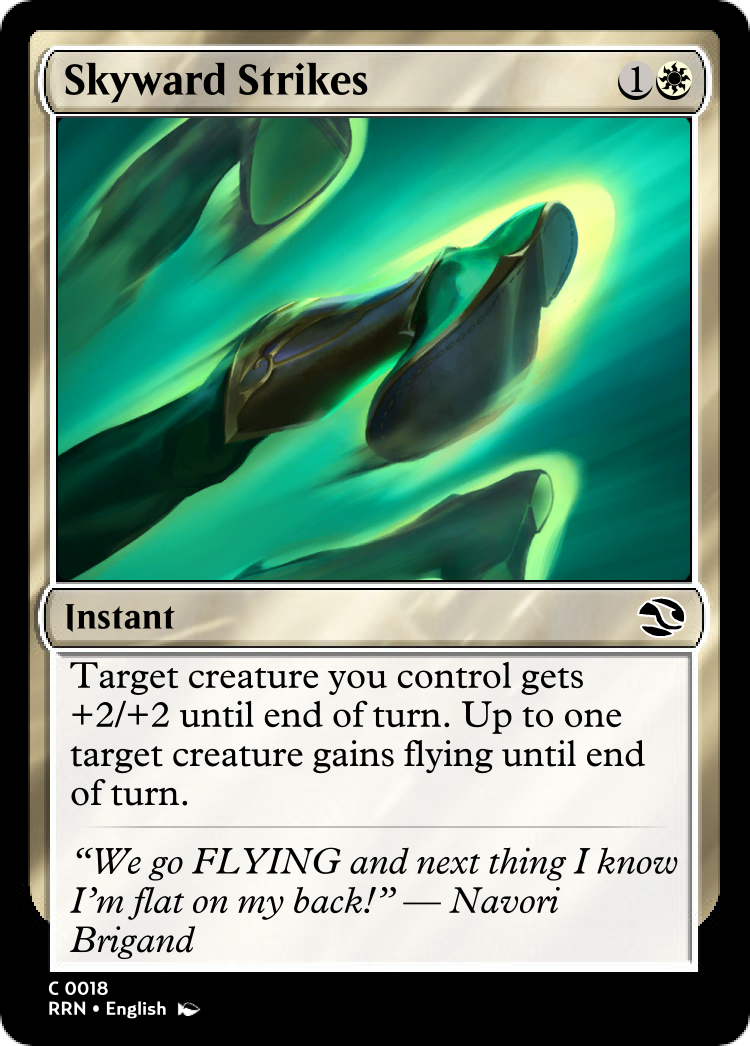 Skyward Strikes 1
Instant
Target creature you control gets
+2/+2 until end of turn. Up to one
target creature gains flying until end
of turn.
“We go FLYING and next thing I know
I’m flat on my back!” — Navori
Brigand
C 0018
RRN • English